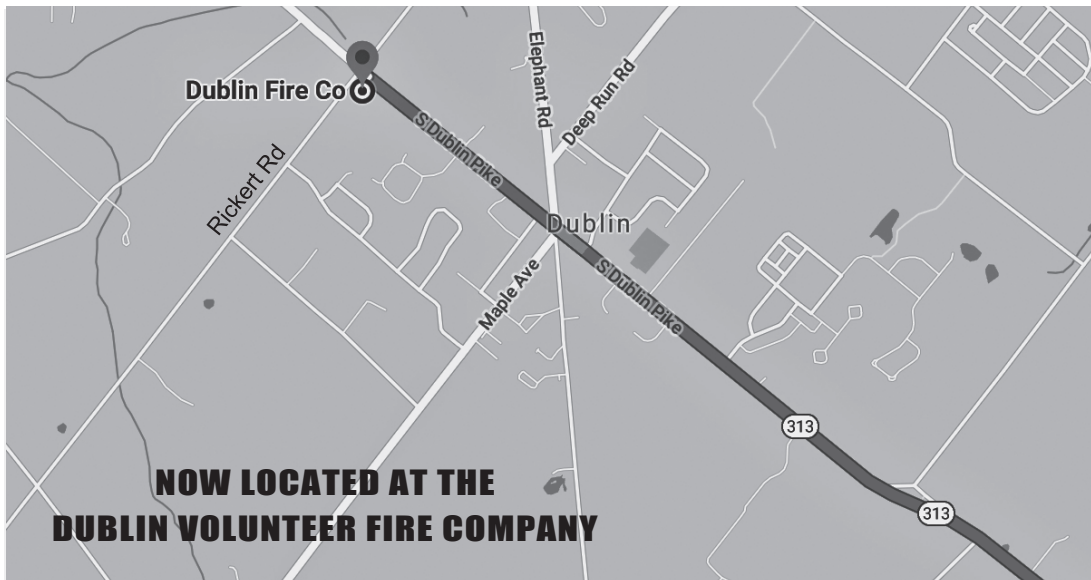 Elephant Rd
Deep Run Rd
Dublin Fire Co
S Dublin Pike
Rickert Rd
Dublin
S Dublin Pike
Maple Ave
313
313
NOW LOCATED AT THE
DUBLIN VOLUNTEER FIRE COMPANY